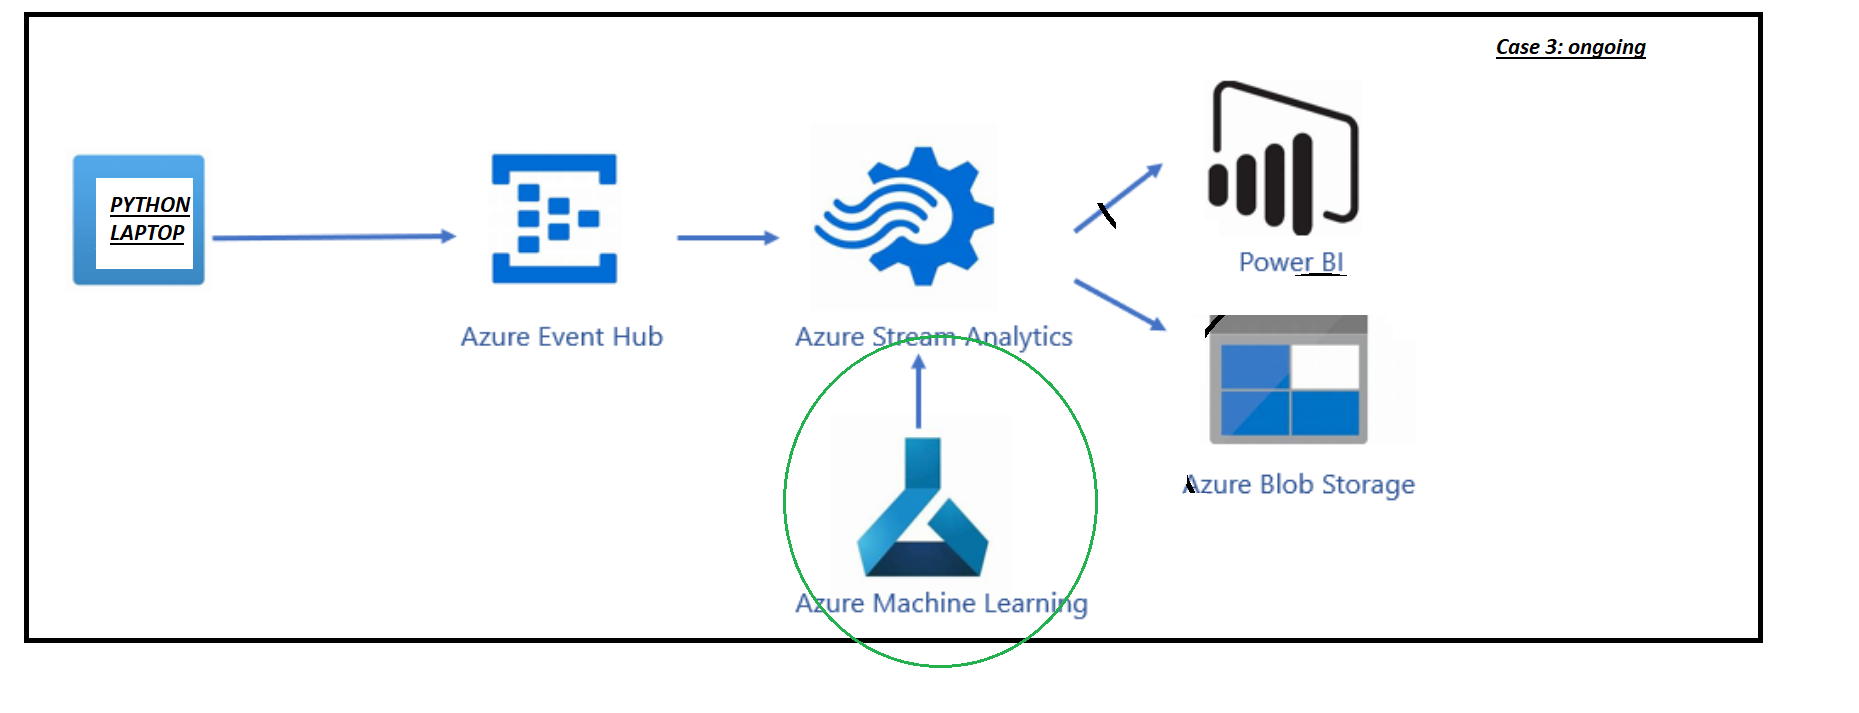 Case 3: ongoing
PYTHON
LAPTOP
Power BI
Azure Event Hub
Azure Stream Analytics
Azure Blob Storage
Azure Machine Learning